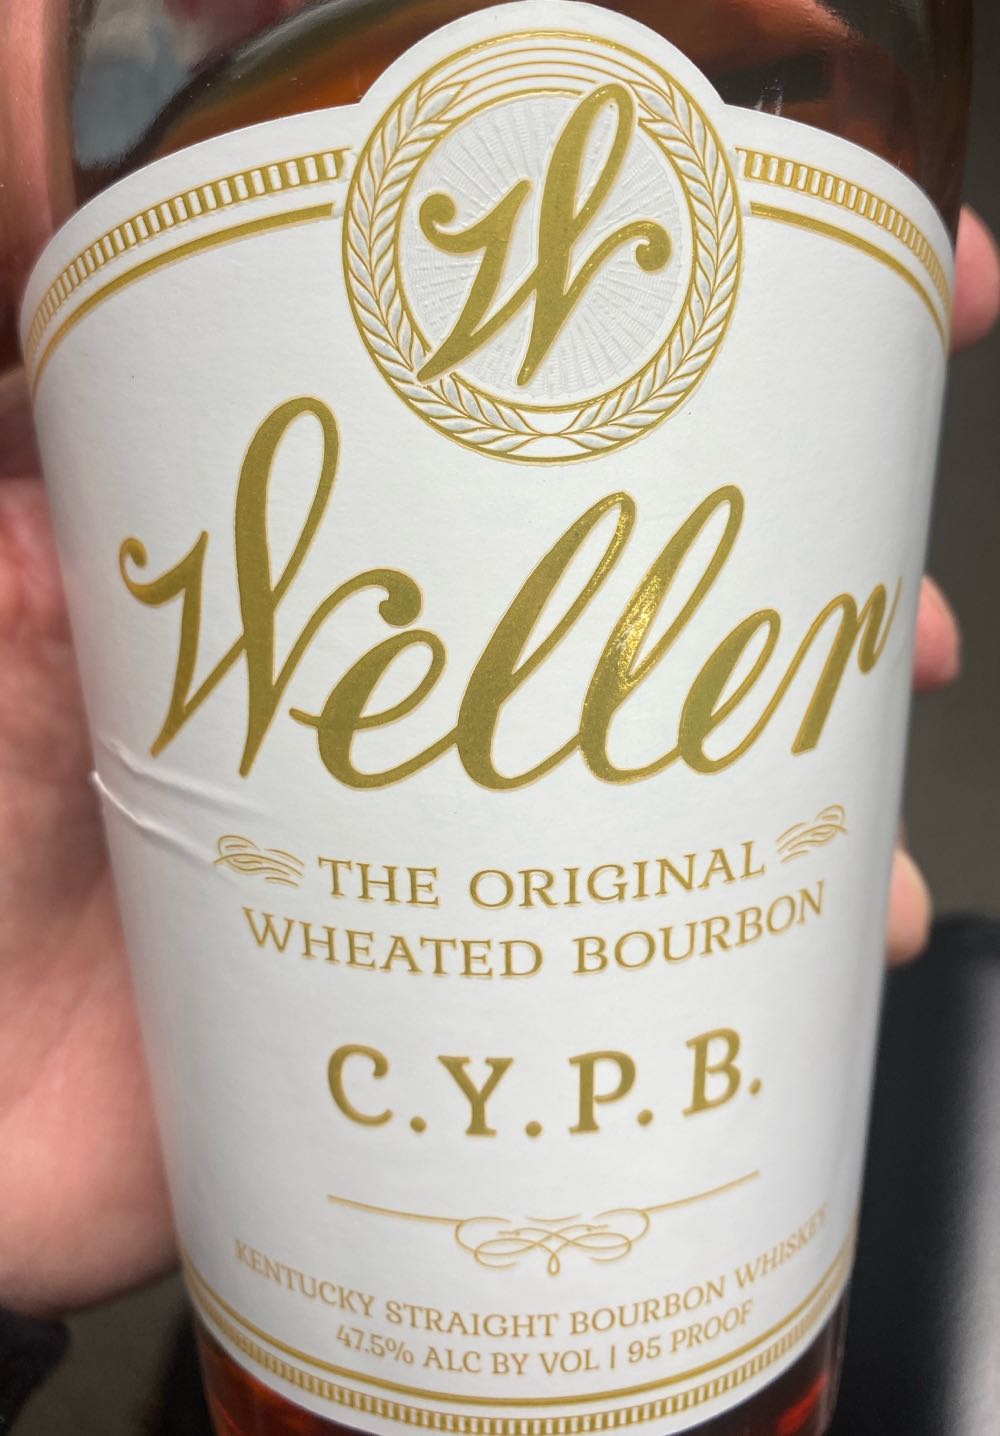 W
Weller
THE ORIGINAL
WHEATED BOURBON
C.Y.P.B.
KENTUCKY STRAIGHT BOURBON WHISKEY
47.5% ALC BY VOL | 95 PROOF